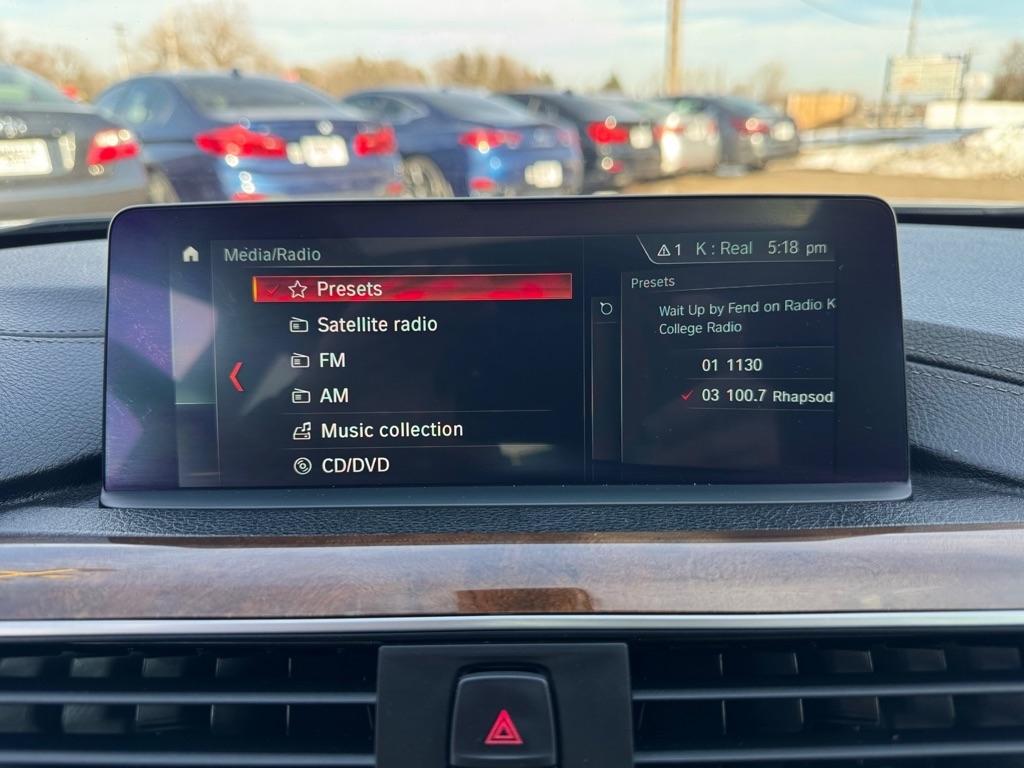 Media/Radio
Presets
Satellite radio
FM
AM
Music collection
CD/DVD
1 K : Real 5:18 pm
Presets
Wait Up by Fend on Radio K
College Radio
01 1130
03 100.7 Rhapsod